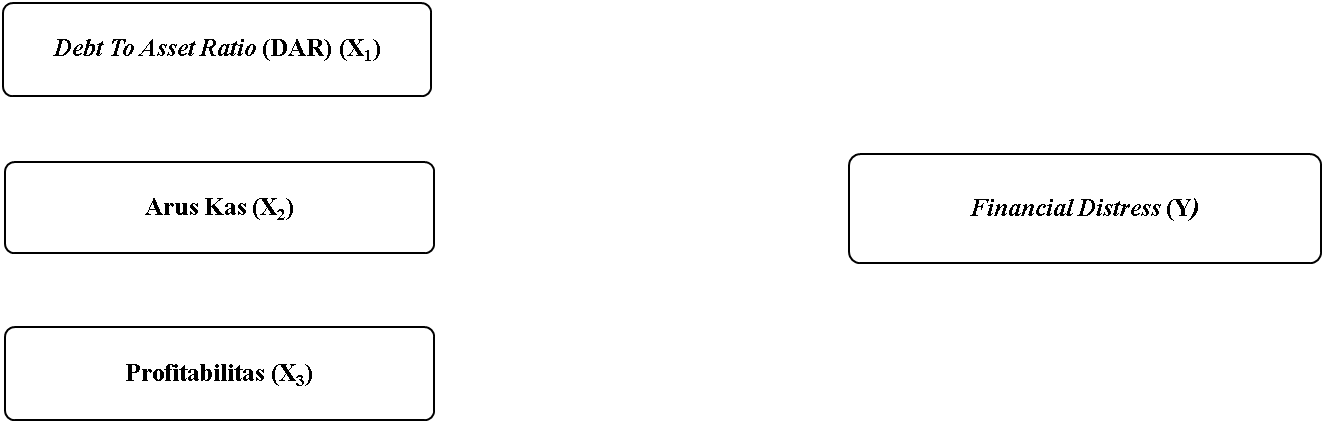 Debt To Asset Ratio (DAR) (X₁)
Arus Kas (X₂)
Financial Distress (Y)
Profitabilitas (X₃)